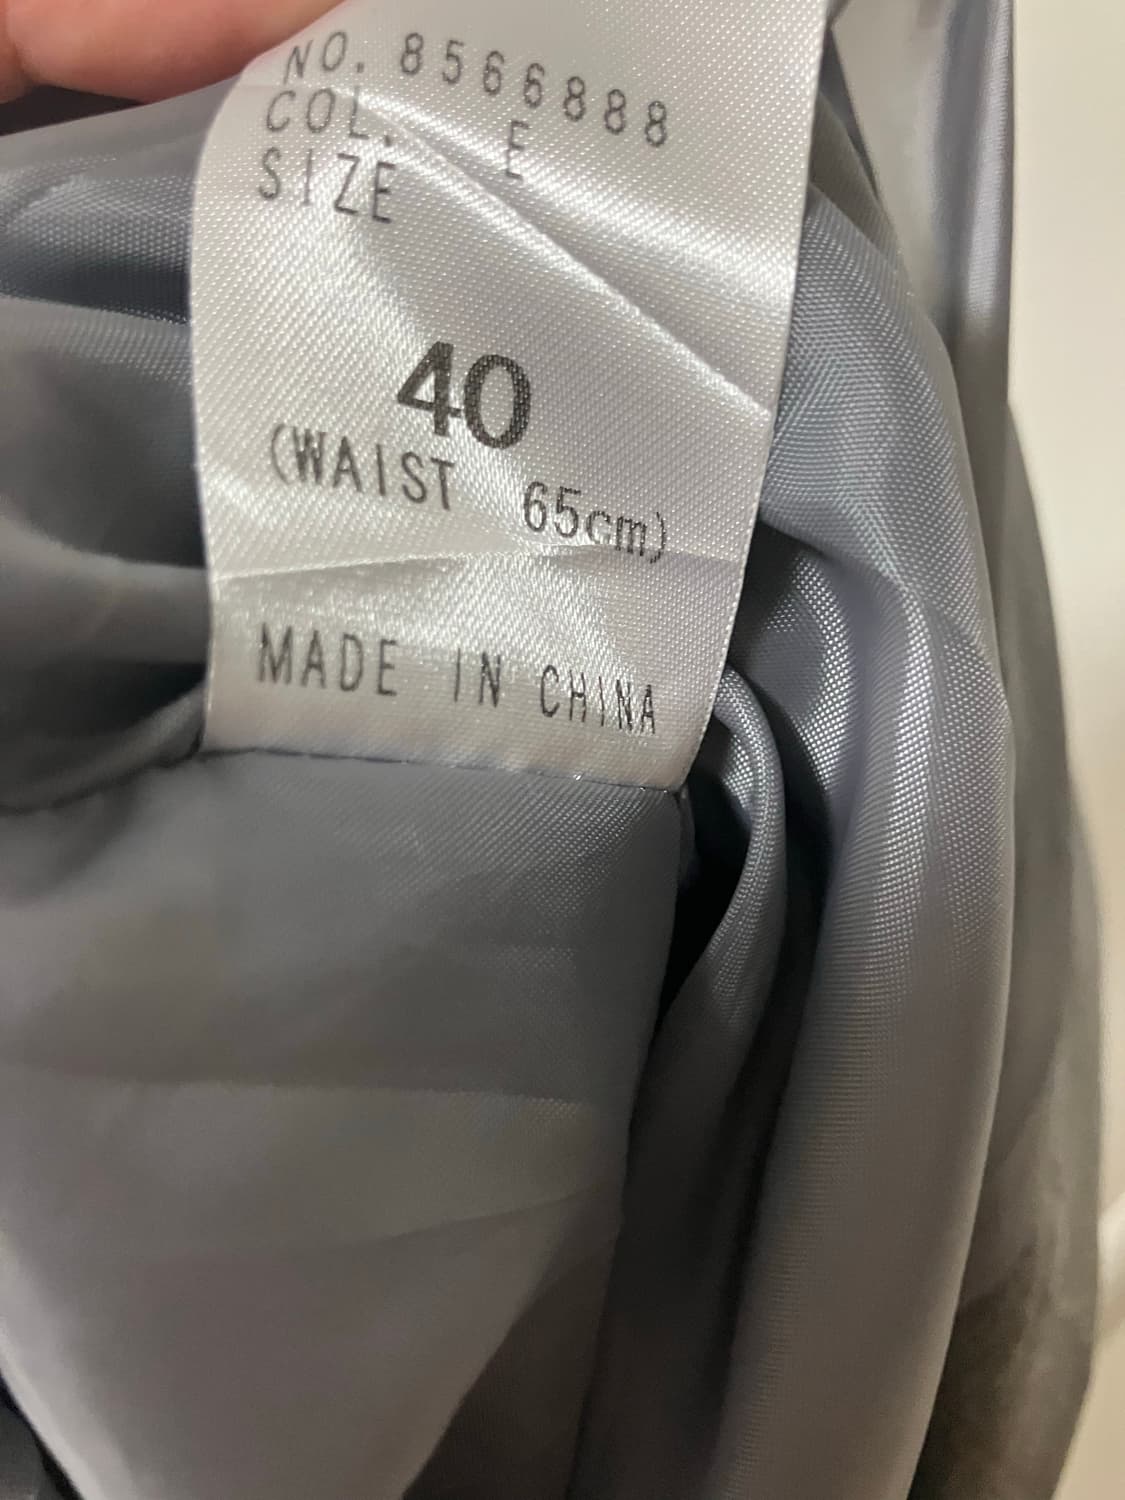 NO. 8566888
COL. E
SIZE
40
(WAIST 65cm)
MADE IN CHINA